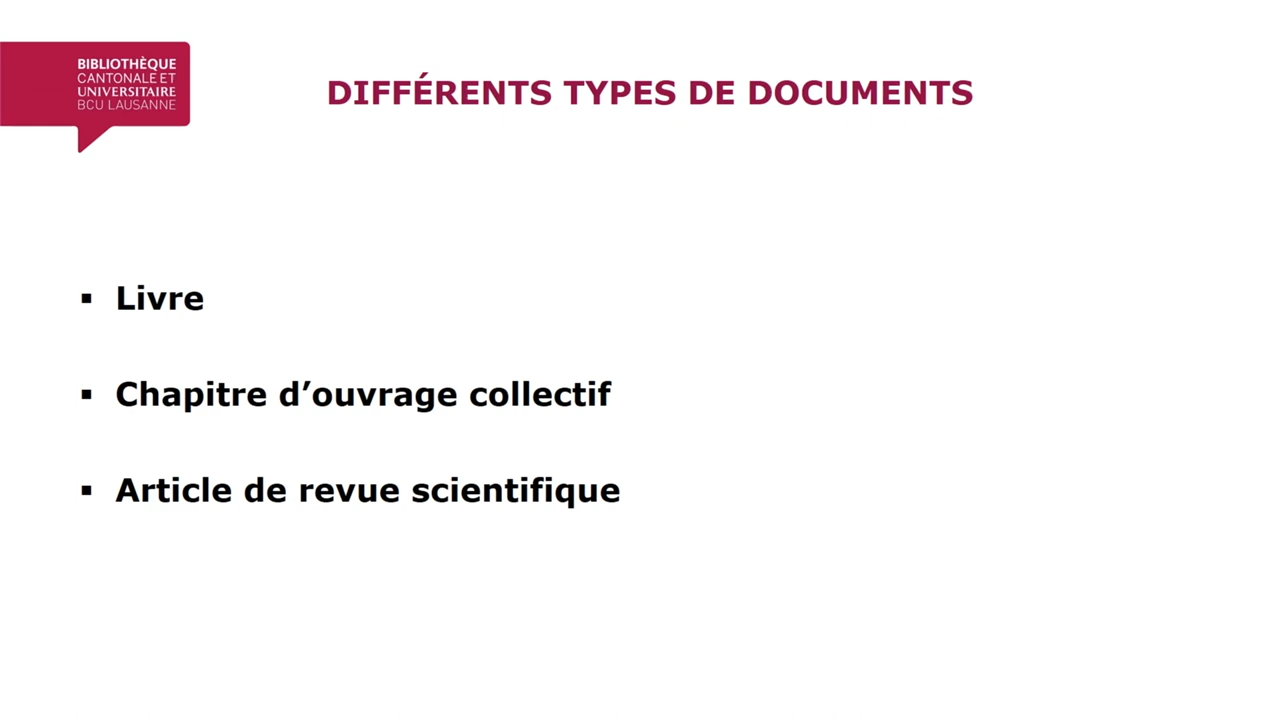 BIBLIOTHÈQUE
CANTONALE ET
UNIVERSITAIRE
BCU LAUSANNE
DIFFÉRENTS TYPES DE DOCUMENTS
▪ Livre
▪ Chapitre d’ouvrage collectif
▪ Article de revue scientifique